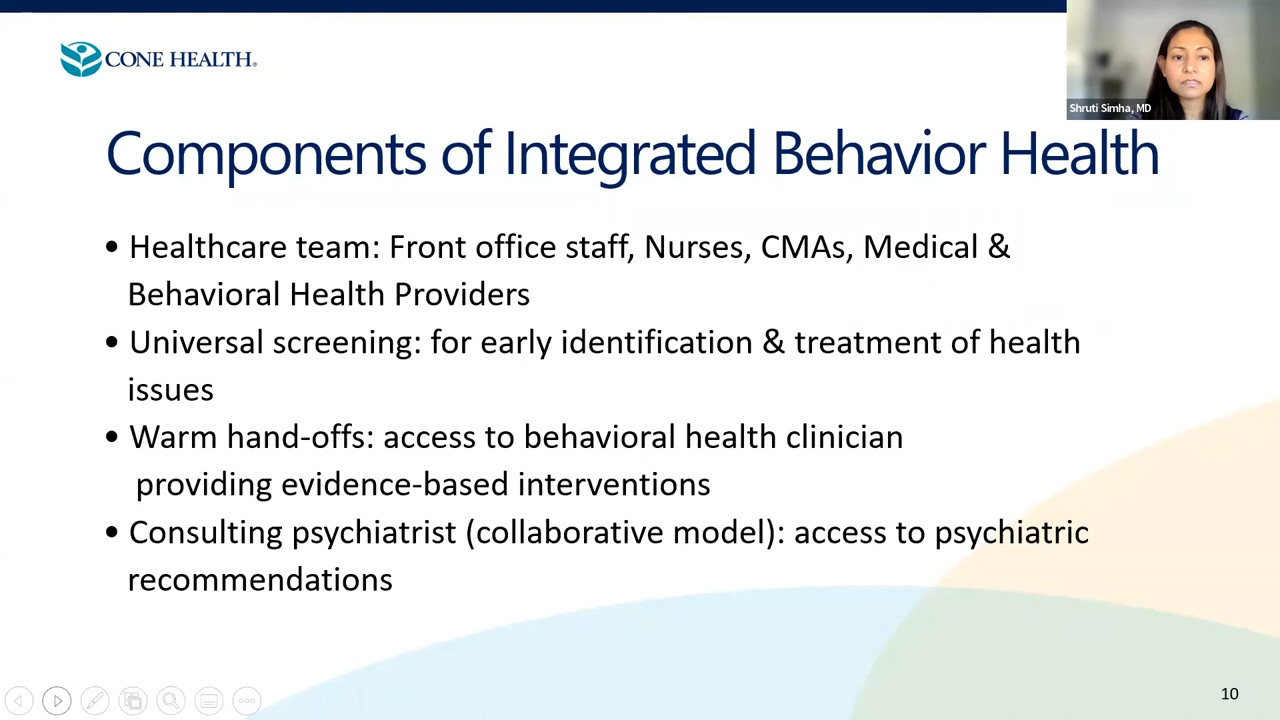 CONE HEALTH
Shruti Simha, MD
Components of Integrated Behavior Health
• Healthcare team: Front office staff, Nurses, CMAs, Medical &
Behavioral Health Providers
• Universal screening: for early identification & treatment of health
issues
• Warm hand-offs: access to behavioral health clinician
providing evidence-based interventions
• Consulting psychiatrist (collaborative model): access to psychiatric
recommendations
10